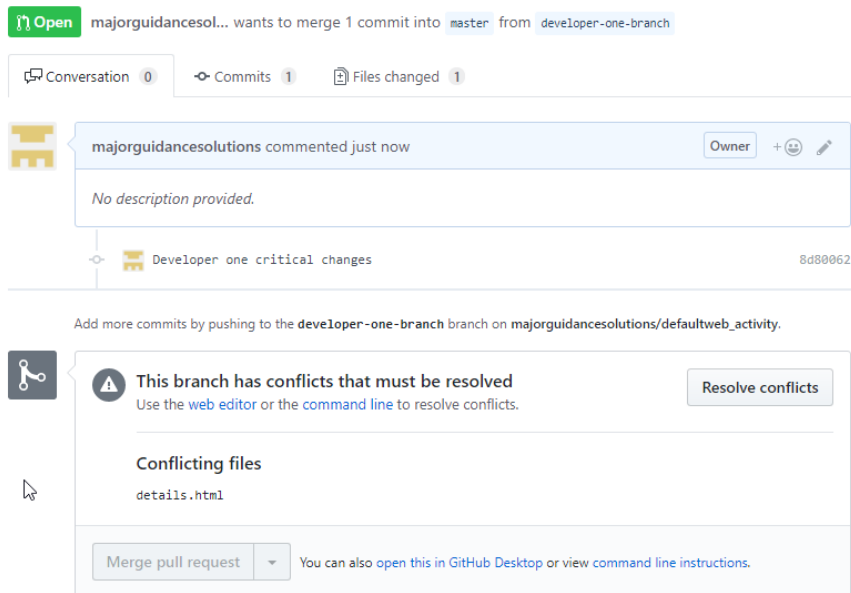 Open majorguidancesol... wants to merge 1 commit into master from developer-one-branch
Conversation 0 Commits 1 Files changed 1
majorguidancesolutions commented just now Owner +
No description provided.
Developer one critical changes 8d80062
Add more commits by pushing to the developer-one-branch branch on majorguidancesolutions/defaultweb_activity.
This branch has conflicts that must be resolved
Resolve conflicts
Use the web editor or the command line to resolve conflicts.
Conflicting files
details.html
Merge pull request You can also open this in GitHub Desktop or view command line instructions.